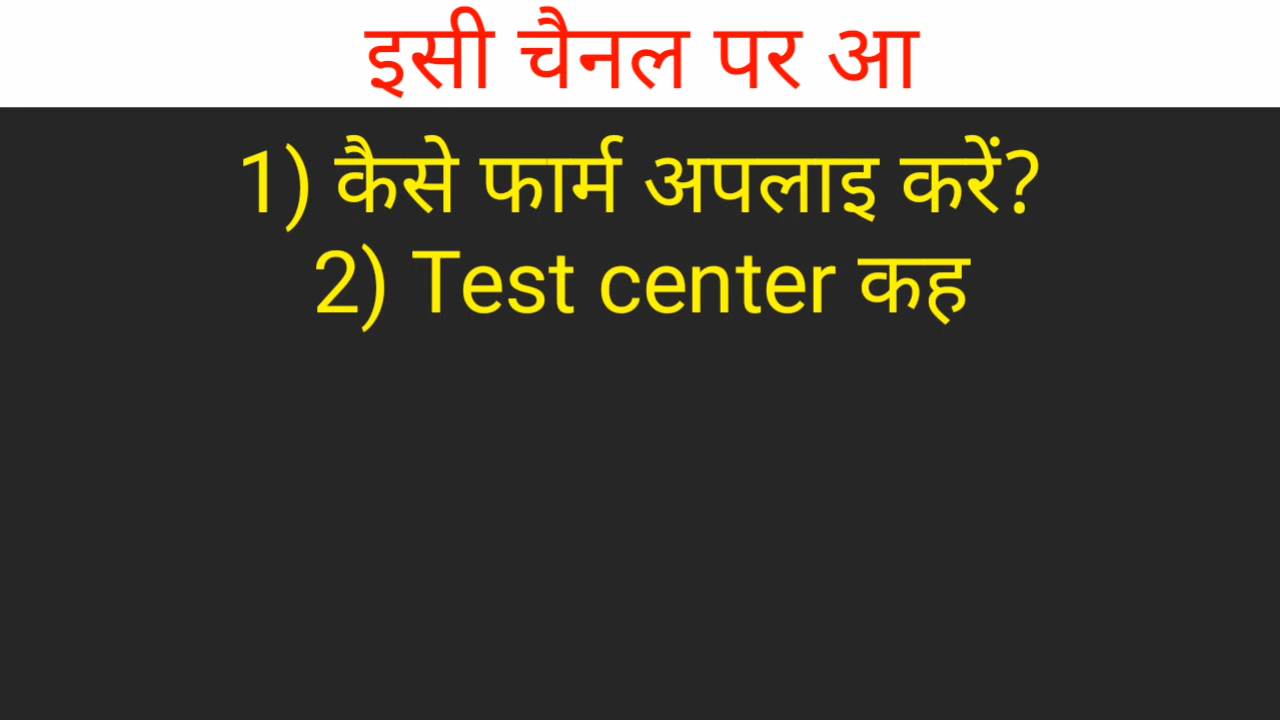 इसी चैनल पर आ
1) कैसे फार्म अपलाइ करें?
2) Test center कह